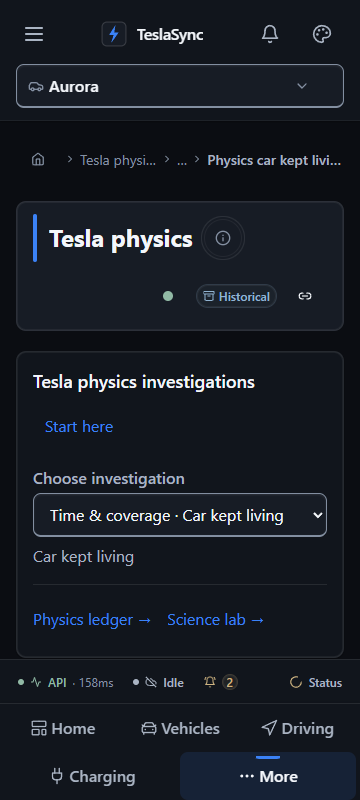 TeslaSync
Aurora
Tesla physi... > ... > Physics car kept livi...
Tesla physics
Historical
Tesla physics investigations
Start here
Choose investigation
Time & coverage · Car kept living
Car kept living
Physics ledger → Science lab →
API · 158ms Idle 2 Status
Home Vehicles Driving
Charging ··· More